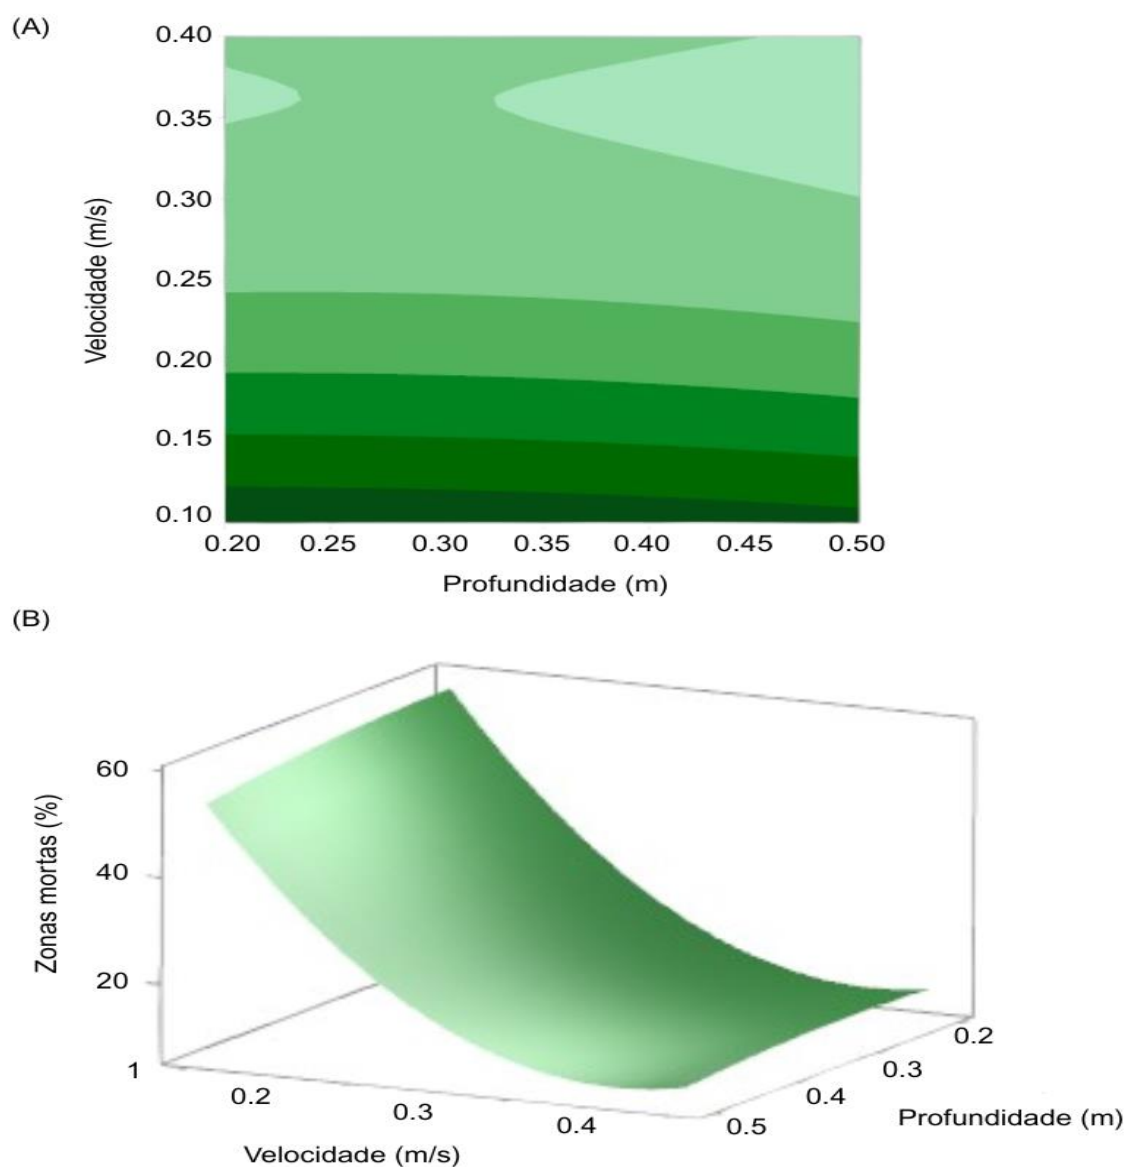 (A)
0.40
0.35
0.30
0.25
0.20
0.15
0.10
Velocidade (m/s)
0.20 0.25 0.30 0.35 0.40 0.45 0.50
Profundidade (m)
(B)
60
40
20
1
Zonas mortas (%)
0.2
0.3
0.4
Velocidade (m/s)
0.5
0.4
0.3
0.2
Profundidade (m)